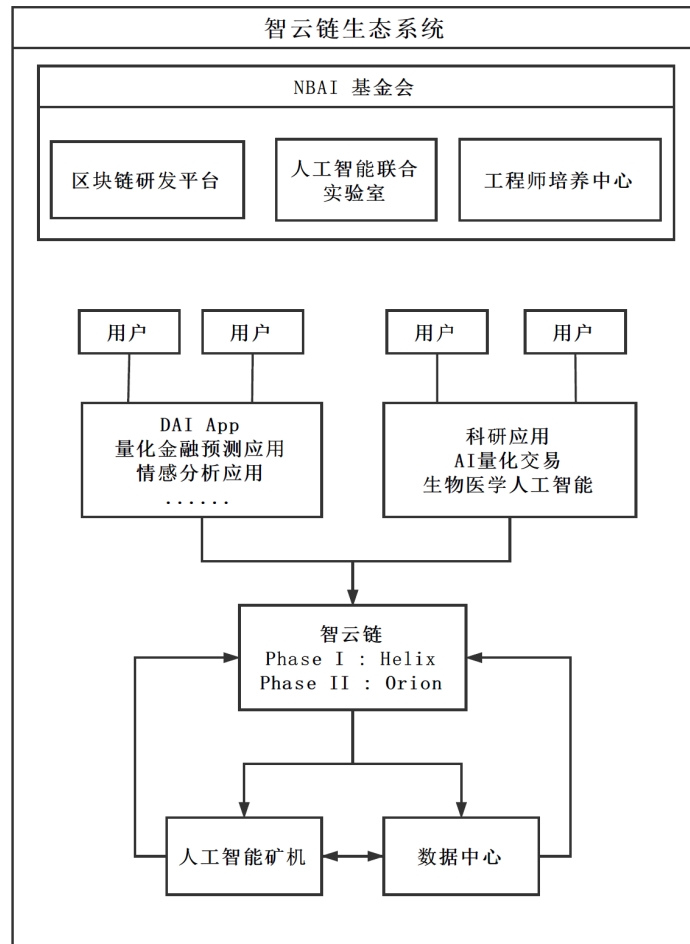 智云链生态系统
NBAI 基金会
区块链研发平台
人工智能联合
实验室
工程师培养中心
用户
用户
用户
用户
DAI App
量化金融预测应用
情感分析应用
......
科研应用
AI量化交易
生物医学人工智能
智云链
Phase I : Helix
Phase II : Orion
人工智能矿机
数据中心